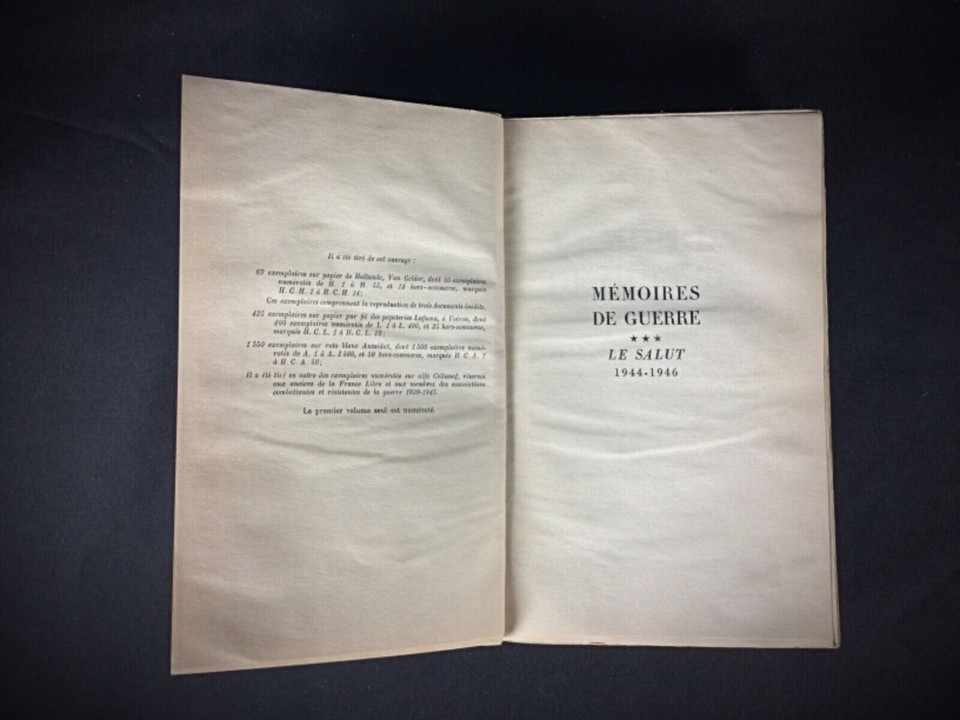 Il a été tiré de cet ouvrage :
63 exemplaires sur papier de Hollande, Van Gelder, dont 55 exemplaires
numérotés de H. 1 à H. 55, et 14 hors-commerce, marqués
H.C.H. 1 à H.C.H. 14;
Ces exemplaires comprennent la reproduction de trois documents inédits.
425 exemplaires sur papier pur fil des papeteries Lafuma, à Voiron, dont
400 exemplaires numérotés de L. 1 à L. 400, et 25 hors-commerce,
marqués H.C.L. 1 à H.C.L. 25;
1 550 exemplaires sur roto blanc Aussédat, dont 1 500 exemplaires numé-
rotés de A. 1 à A. 1 500, et 50 hors-commerce, marqués H.C.A. 1
à H.C.A. 50;
Il a été tiré en outre des exemplaires numérotés sur alfa Cellunaf, réservés
aux anciens de la France Libre et aux membres des associations
combattantes et résistantes de la guerre 1939-1945.
Le premier volume seul est numéroté
MÉMOIRES
DE GUERRE
★★★
LE SALUT
1944-1946